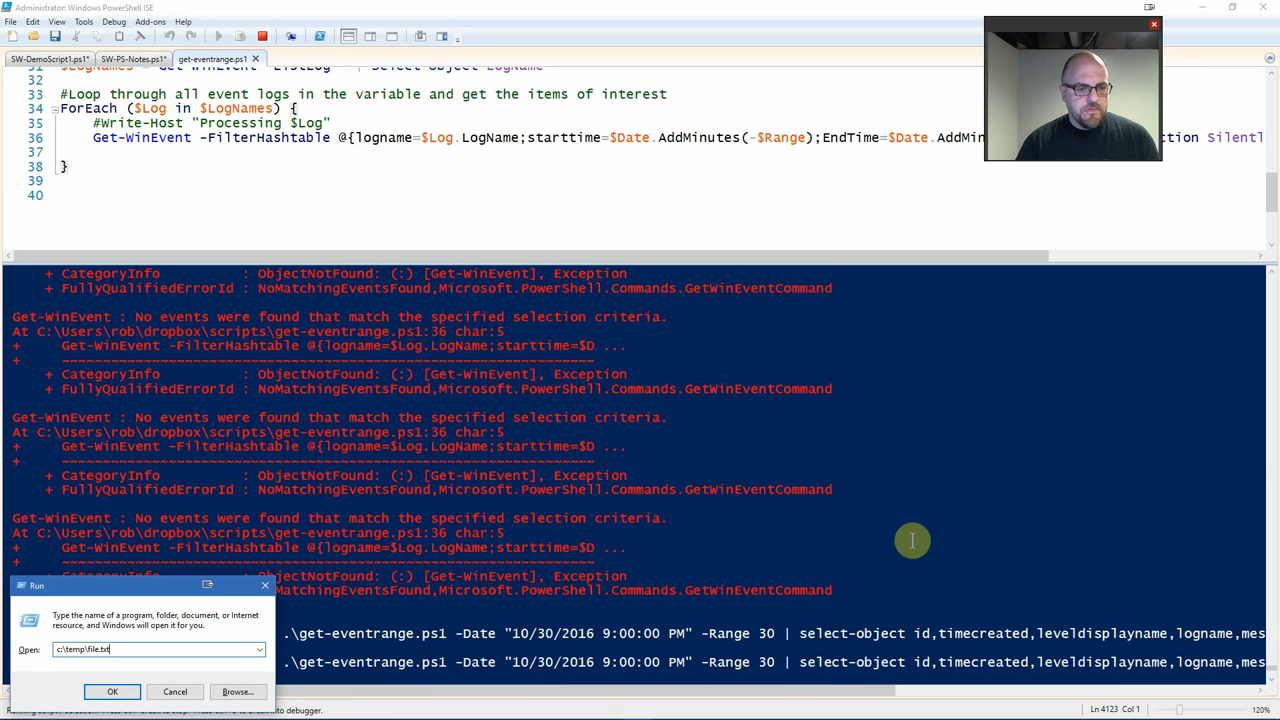 Administrator: Windows PowerShell ISE
File Edit View Tools Debug Add-ons Help
SW-DemoScript1.ps1* SW-PS-Notes.ps1* get-eventrange.ps1
31 $LogNames = Get-WinEvent -ListLog * | Select-Object LogName
32
33 #Loop through all event logs in the variable and get the items of interest
34 ForEach ($Log in $LogNames) {
35 #Write-Host "Processing $Log"
36 Get-WinEvent -FilterHashtable @{logname=$Log.LogName;starttime=$Date.AddMinutes(-$Range);EndTime=$Date.AddMin ction Silentl
37
38 }
39
40
+ CategoryInfo : ObjectNotFound: (:) [Get-WinEvent], Exception
+ FullyQualifiedErrorId : NoMatchingEventsFound,Microsoft.PowerShell.Commands.GetWinEventCommand
Get-WinEvent : No events were found that match the specified selection criteria.
At C:\Users\rob\dropbox\scripts\get-eventrange.ps1:36 char:5
+ Get-WinEvent -FilterHashtable @{logname=$Log.LogName;starttime=$D ...
+ ~~~~~~~~~~~~~~~~~~~~~~~~~~~~~~~~~~~~~~~~~~~~~~~~~~~~~~~~~~~~~~~~~
+ CategoryInfo : ObjectNotFound: (:) [Get-WinEvent], Exception
+ FullyQualifiedErrorId : NoMatchingEventsFound,Microsoft.PowerShell.Commands.GetWinEventCommand
Get-WinEvent : No events were found that match the specified selection criteria.
At C:\Users\rob\dropbox\scripts\get-eventrange.ps1:36 char:5
+ Get-WinEvent -FilterHashtable @{logname=$Log.LogName;starttime=$D ...
+ ~~~~~~~~~~~~~~~~~~~~~~~~~~~~~~~~~~~~~~~~~~~~~~~~~~~~~~~~~~~~~~~~~
+ CategoryInfo : ObjectNotFound: (:) [Get-WinEvent], Exception
+ FullyQualifiedErrorId : NoMatchingEventsFound,Microsoft.PowerShell.Commands.GetWinEventCommand
Get-WinEvent : No events were found that match the specified selection criteria.
At C:\Users\rob\dropbox\scripts\get-eventrange.ps1:36 char:5
+ Get-WinEvent -FilterHashtable @{logname=$Log.LogName;starttime=$D ...
+ ~~~~~~~~~~~~~~~~~~~~~~~~~~~~~~~~~~~~~~~~~~~~~~~~~~~~~~~~~~~~~~~~~
: ObjectNotFound: (:) [Get-WinEvent], Exception
: NoMatchingEventsFound,Microsoft.PowerShell.Commands.GetWinEventCommand
.\get-eventrange.ps1 -Date "10/30/2016 9:00:00 PM" -Range 30 | select-object id,timecreated,leveldisplayname,logname,mes
.\get-eventrange.ps1 -Date "10/30/2016 9:00:00 PM" -Range 30 | select-object id,timecreated,leveldisplayname,logname,mes
Run
Type the name of a program, folder, document, or Internet
resource, and Windows will open it for you.
Open: c:\temp\file.txt
OK Cancel Browse...
debugger.
Ln 4123 Col 1 120%